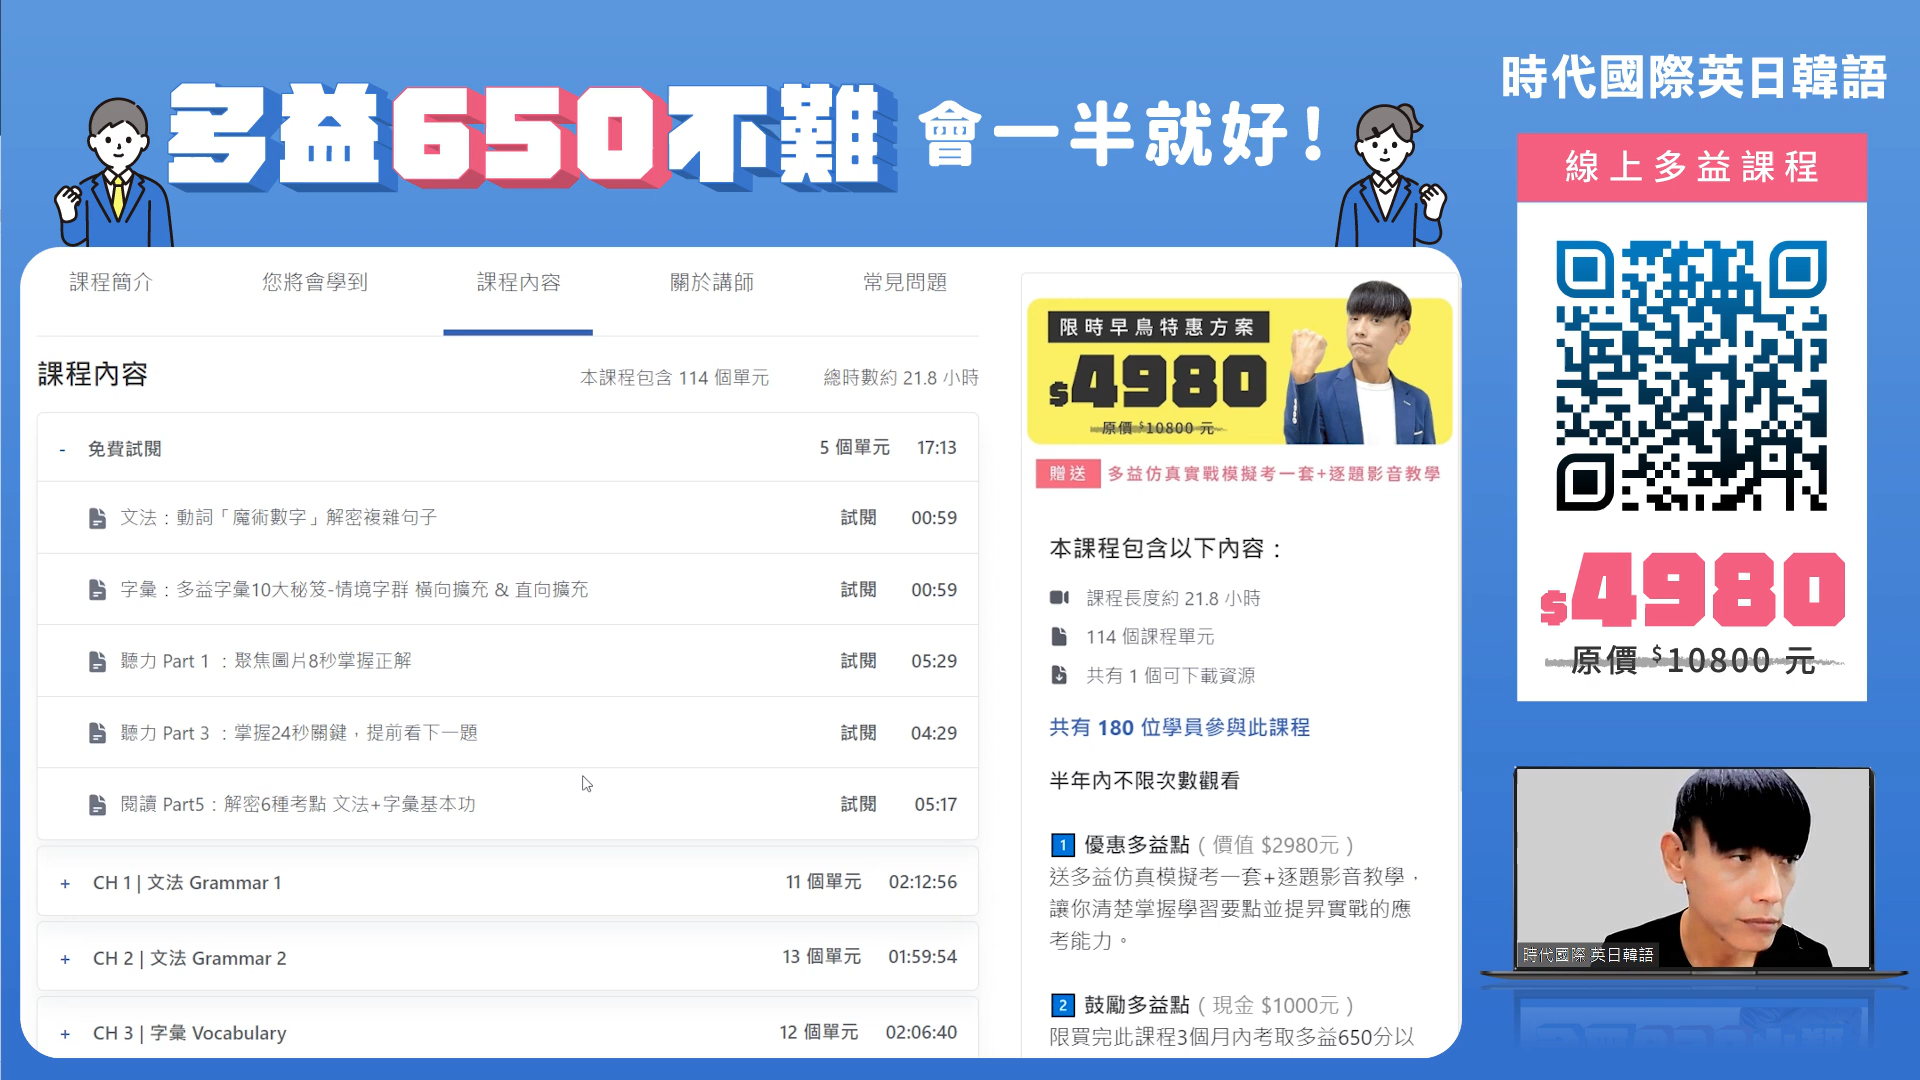 多益650不難 會一半就好！
時代國際英日韓語
線上多益課程
$4980
原價 $10800 元
課程簡介
您將會學到
課程內容
關於講師
常見問題
課程內容
本課程包含 114 個單元
總時數約 21.8 小時
- 免費試閱 5 個單元 17:13
文法：動詞「魔術數字」解密複雜句子 試閱 00:59
字彙：多益字彙10大秘笈-情境字群 橫向擴充 & 直向擴充 試閱 00:59
聽力 Part 1 ：聚焦圖片8秒掌握正解 試閱 05:29
聽力 Part 3 ：掌握24秒關鍵，提前看下一題 試閱 04:29
閱讀 Part5：解密6種考點 文法+字彙基本功 試閱 05:17
+ CH 1 | 文法 Grammar 1 11 個單元 02:12:56
+ CH 2 | 文法 Grammar 2 13 個單元 01:59:54
+ CH 3 | 字彙 Vocabulary 12 個單元 02:06:40
限時早鳥特惠方案
$4980
原價 $10800 元
贈送 多益仿真實戰模擬考一套+逐題影音教學
本課程包含以下內容：
課程長度約 21.8 小時
114 個課程單元
共有 1 個可下載資源
共有 180 位學員參與此課程
半年內不限次數觀看
1 優惠多益點（價值 $2980元）
送多益仿真模擬考一套+逐題影音教學，
讓你清楚掌握學習要點並提昇實戰的應
考能力。
2 鼓勵多益點（現金 $1000元）
限買完此課程3個月內考取多益650分以
時代國際 英日韓語